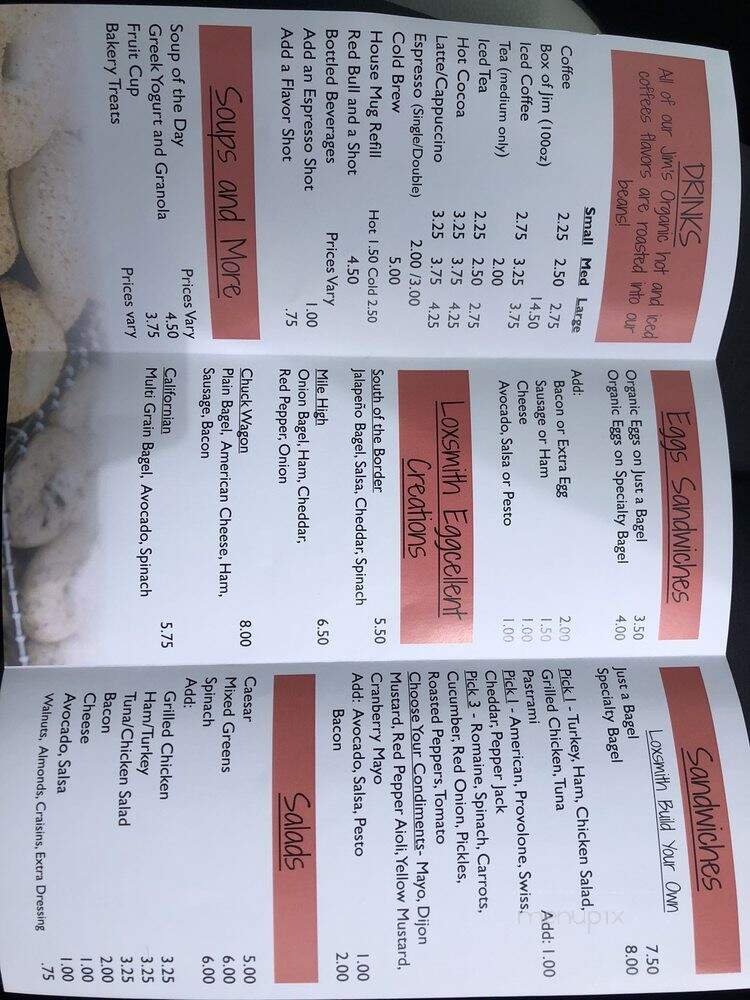 DRINKS
All of our Jim's Organic hot and iced
coffees flavors are roasted into our
beans!
Small Med Large
Coffee 2.25 2.50 2.75
Box of Jim (100oz) 14.50
Iced Coffee 2.75 3.25 3.75
Tea (medium only) 2.00
Iced Tea 2.25 2.50 2.75
Hot Cocoa 3.25 3.75 4.25
Latte/Cappuccino 3.25 3.75 4.25
Espresso (Single/Double) 2.00 /3.00
Cold Brew 5.00
House Mug Refill Hot 1.50 Cold 2.50
Red Bull and a Shot 4.50
Bottled Beverages Prices Vary
Add an Espresso Shot 1.00
Add a Flavor Shot .75
Soups and More
Soup of the Day Prices Vary
Greek Yogurt and Granola 4.50
Fruit Cup 3.75
Bakery Treats Prices vary
Eggs Sandwiches
Organic Eggs on Just a Bagel 3.50
Organic Eggs on Specialty Bagel 4.00
Add:
Bacon or Extra Egg 2.00
Sausage or Ham 1.50
Cheese 1.00
Avocado, Salsa or Pesto 1.00
Loxsmith Eggcellent
Creations
South of the Border 5.50
Jalapeño Bagel, Salsa, Cheddar, Spinach
Mile High 6.50
Onion Bagel, Ham, Cheddar,
Red Pepper, Onion
Chuck Wagon 8.00
Plain Bagel, American Cheese, Ham,
Sausage, Bacon
Californian 5.75
Multi Grain Bagel, Avocado, Spinach
Sandwiches
Loxsmith Build Your Own
Just a Bagel 7.50
Specialty Bagel 8.00
Pick 1 - Turkey, Ham, Chicken Salad,
Grilled Chicken, Tuna
Pastrami Add: 1.00
Pick 1 - American, Provolone, Swiss,
Cheddar, Pepper Jack
Pick 3 - Romaine, Spinach, Carrots,
Cucumber, Red Onion, Pickles,
Roasted Peppers, Tomato
Choose Your Condiments- Mayo, Dijon
Mustard, Red Pepper Aioli, Yellow Mustard,
Cranberry Mayo
Add: Avocado, Salsa, Pesto 1.00
Bacon 2.00
Salads
Caesar 5.00
Mixed Greens 6.00
Spinach 6.00
Add:
Grilled Chicken 3.25
Ham/Turkey 3.25
Tuna/Chicken Salad 3.25
Bacon 2.00
Cheese 1.00
Avocado, Salsa 1.00
Walnuts, Almonds, Craisins, Extra Dressing .75
menupix